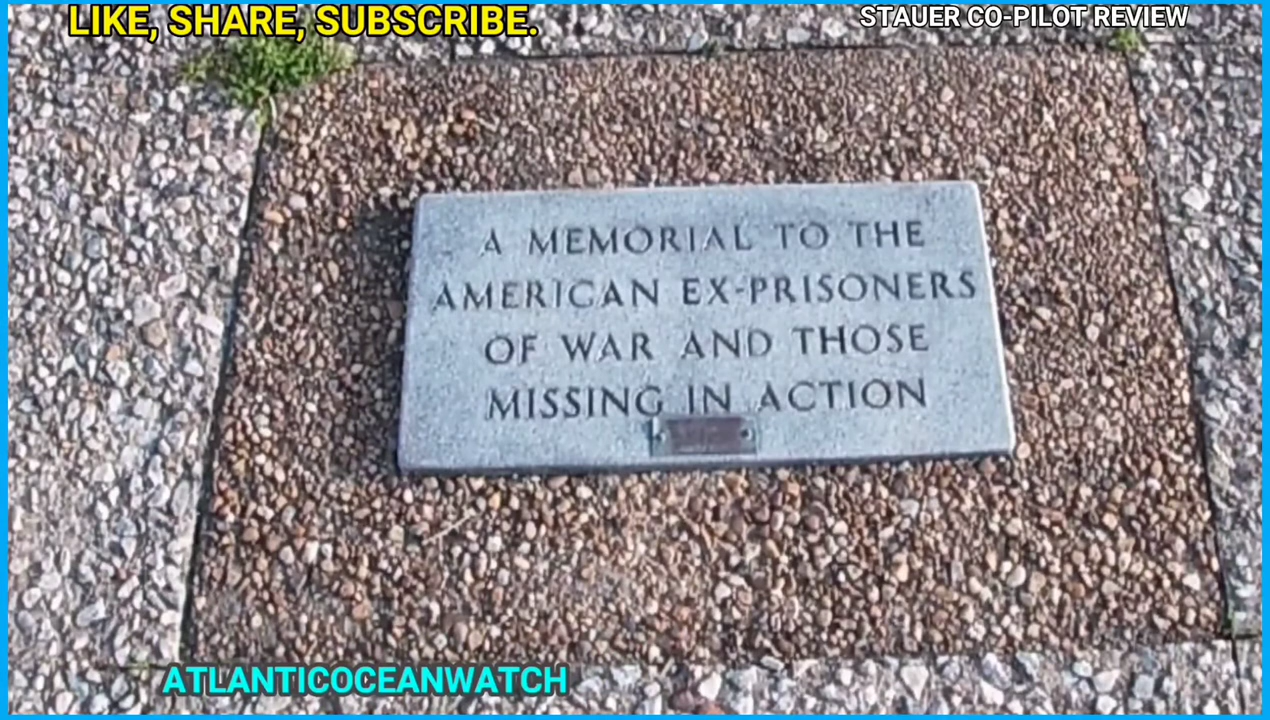 LIKE, SHARE, SUBSCRIBE.
STAUER CO-PILOT REVIEW
A MEMORIAL TO THE
AMERICAN EX-PRISONERS
OF WAR AND THOSE
MISSING IN ACTION
ATLANTICOCEANWATCH